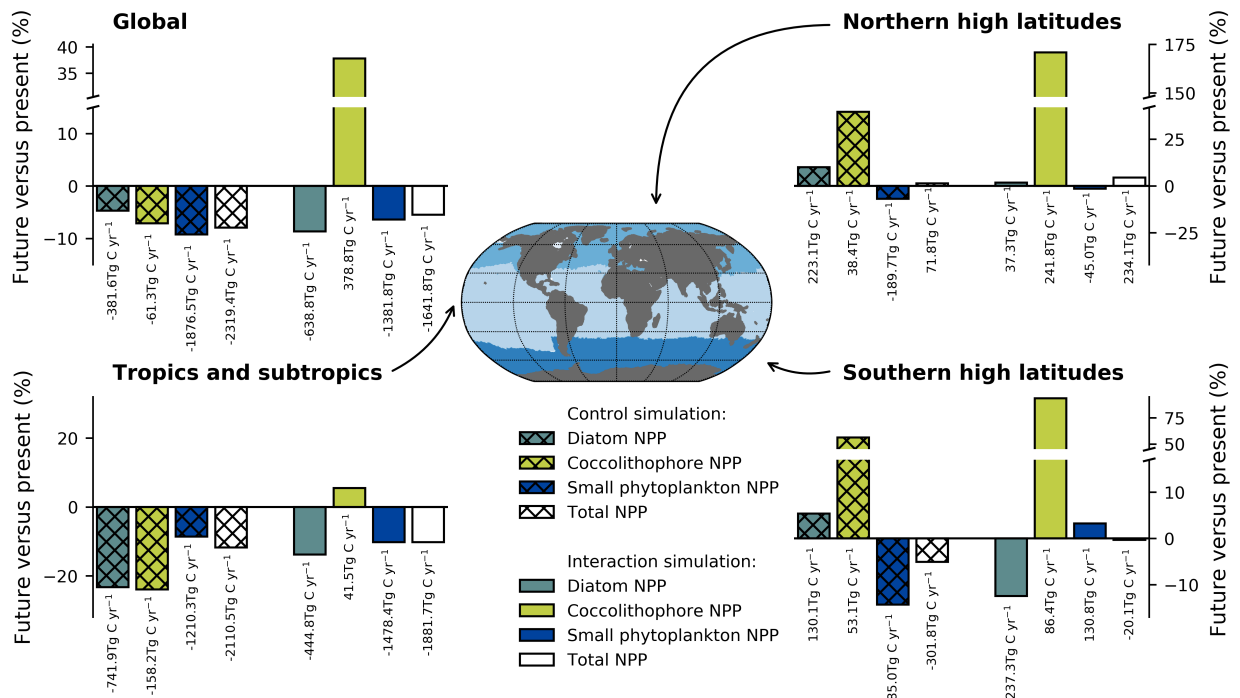 Global
Future versus present (%)
40
35
10
0
−10
-381.6Tg C yr⁻¹
-61.3Tg C yr⁻¹
-1876.5Tg C yr⁻¹
-2319.4Tg C yr⁻¹
-638.8Tg C yr⁻¹
378.8Tg C yr⁻¹
-1381.8Tg C yr⁻¹
-1641.8Tg C yr⁻¹
Northern high latitudes
Future versus present (%)
175
150
25
0
−25
223.1Tg C yr⁻¹
38.4Tg C yr⁻¹
-189.7Tg C yr⁻¹
71.8Tg C yr⁻¹
37.3Tg C yr⁻¹
241.8Tg C yr⁻¹
-45.0Tg C yr⁻¹
234.1Tg C yr⁻¹
Tropics and subtropics
Future versus present (%)
20
0
−20
-741.9Tg C yr⁻¹
-158.2Tg C yr⁻¹
-1210.3Tg C yr⁻¹
-2110.5Tg C yr⁻¹
-444.8Tg C yr⁻¹
41.5Tg C yr⁻¹
-1478.4Tg C yr⁻¹
-1881.7Tg C yr⁻¹
Control simulation:
Diatom NPP
Coccolithophore NPP
Small phytoplankton NPP
Total NPP
Interaction simulation:
Diatom NPP
Coccolithophore NPP
Small phytoplankton NPP
Total NPP
Southern high latitudes
Future versus present (%)
75
50
10
0
−10
130.1Tg C yr⁻¹
53.1Tg C yr⁻¹
35.0Tg C yr⁻¹
-301.8Tg C yr⁻¹
237.3Tg C yr⁻¹
86.4Tg C yr⁻¹
130.8Tg C yr⁻¹
-20.1Tg C yr⁻¹